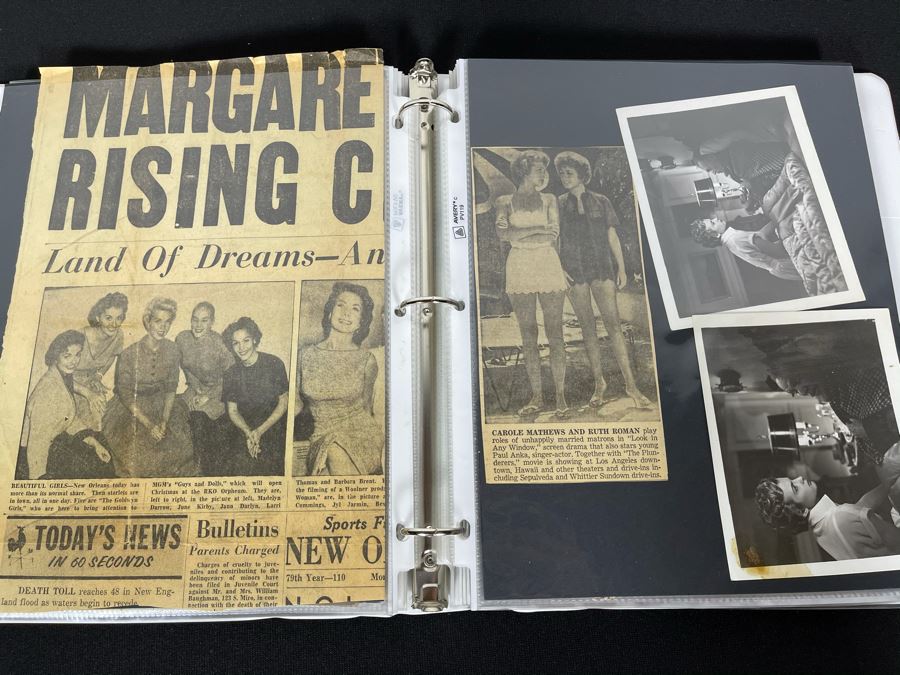 MARGARE
RISING C
Land Of Dreams—An
BEAUTIFUL GIRLS—New Orleans today has
more than its normal share. Then starlets are
in town, all in one day. Five are "The Goldwyn
Girls," who are here to bring attention to
MGM's "Guys and Dolls," which will open
Christmas at the RKO Orpheum. They are,
left to right, in the picture at left, Madelyn
Darrow, June Kirby, Jann Darlyn, Larri
Thomas and Barbara Brent.
the filming of a Woolner produ
Woman," are, in the picture a
Cummings, Jyl Jarmin, Bes
TODAY'S NEWS
IN 60 SECONDS
DEATH TOLL reaches 48 in New Eng-
land flood as waters begin to recede.
Bulletins
Parents Charged
Charges of cruelty to juve-
niles and contributing to the
delinquency of minors have
been filed in Juvenile Court
against Mr. and Mrs. William
Baughman, 123 S. Miro, in con-
nection with the death of their
Sports F
NEW O
79th Year—110
Mo
AVERY
PV119
CAROLE MATHEWS AND RUTH ROMAN play
roles of unhappily married matrons in "Look in
Any Window," screen drama that also stars young
Paul Anka, singer-actor. Together with "The Plun-
derers," movie is showing at Los Angeles down-
town, Hawaii and other theaters and drive-ins in-
cluding Sepulveda and Whittier Sundown drive-ins.